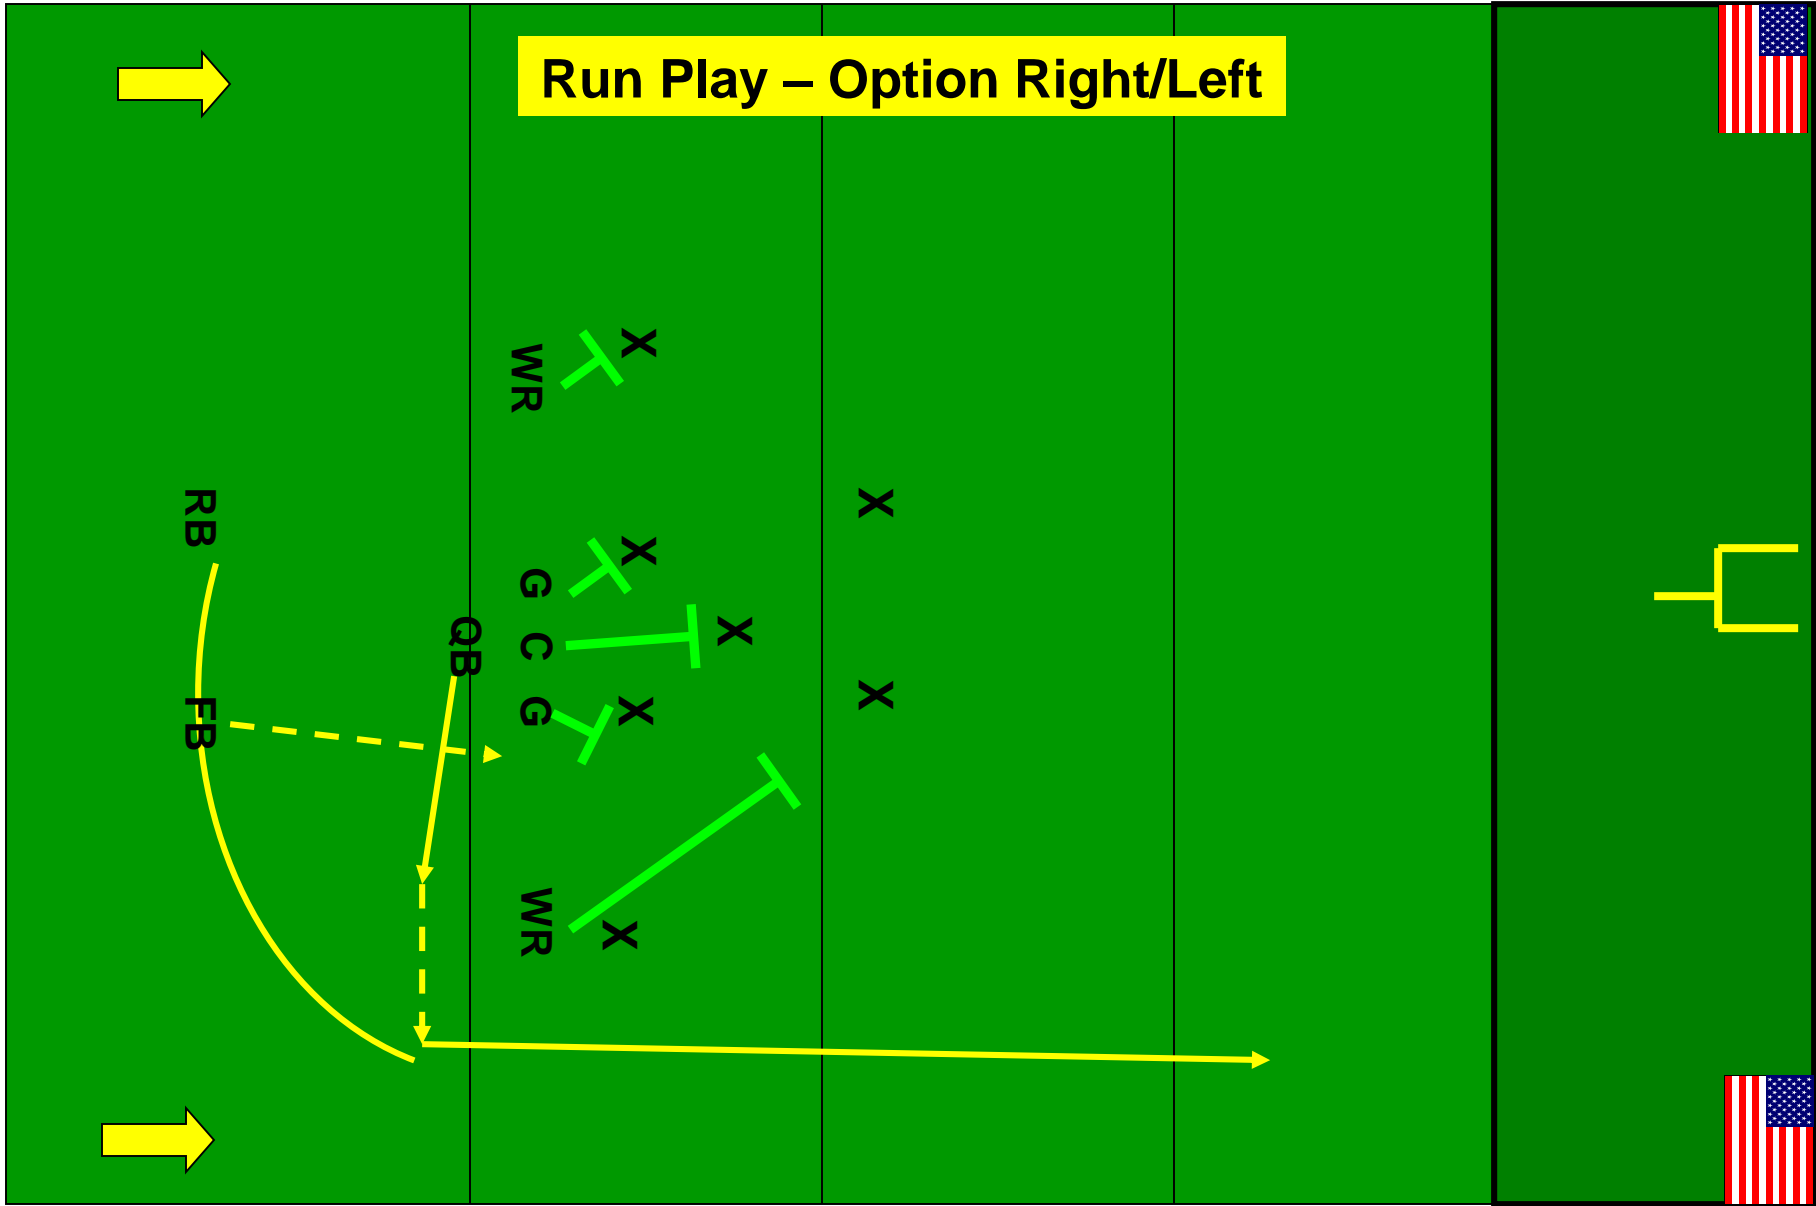 Run Play – Option Right/Left
WR
X
RB
X
X
G
QB
C
X
FB
G
X
X
WR
X